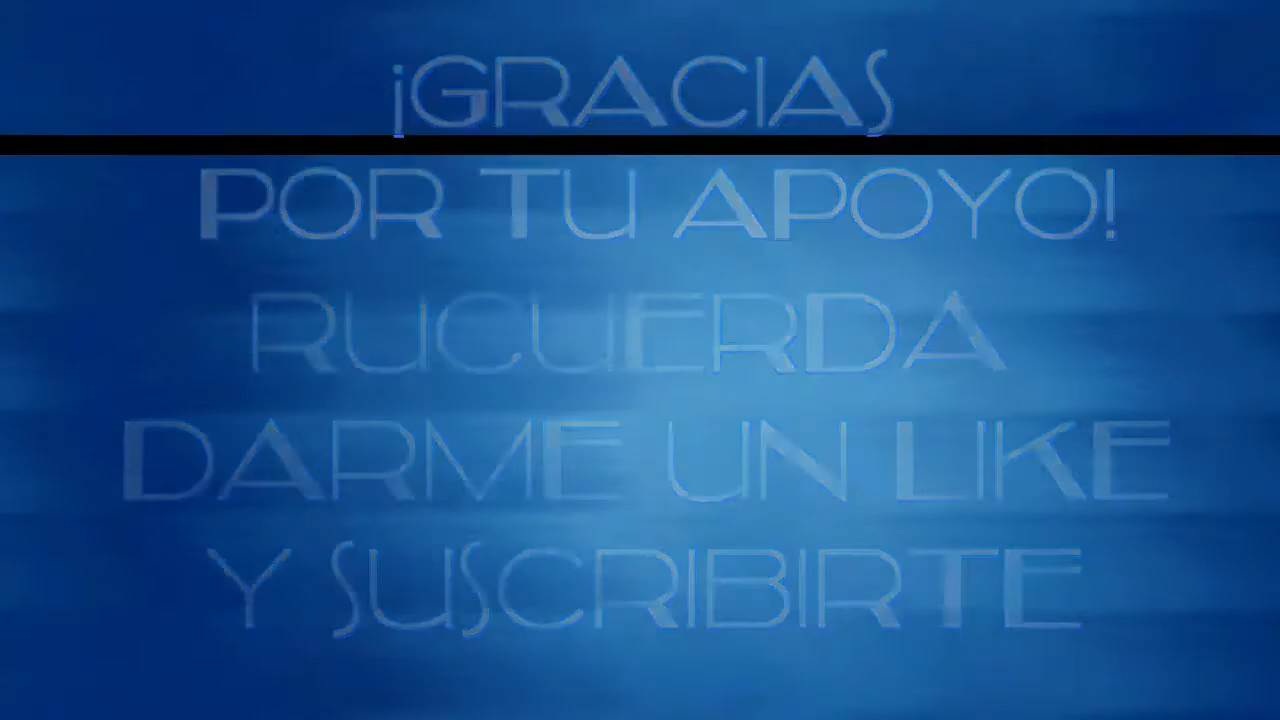 ¡GRACIAS
POR TU APOYO!
RUCUERDA
DARME UN LIKE
Y SUSCRIBIRTE